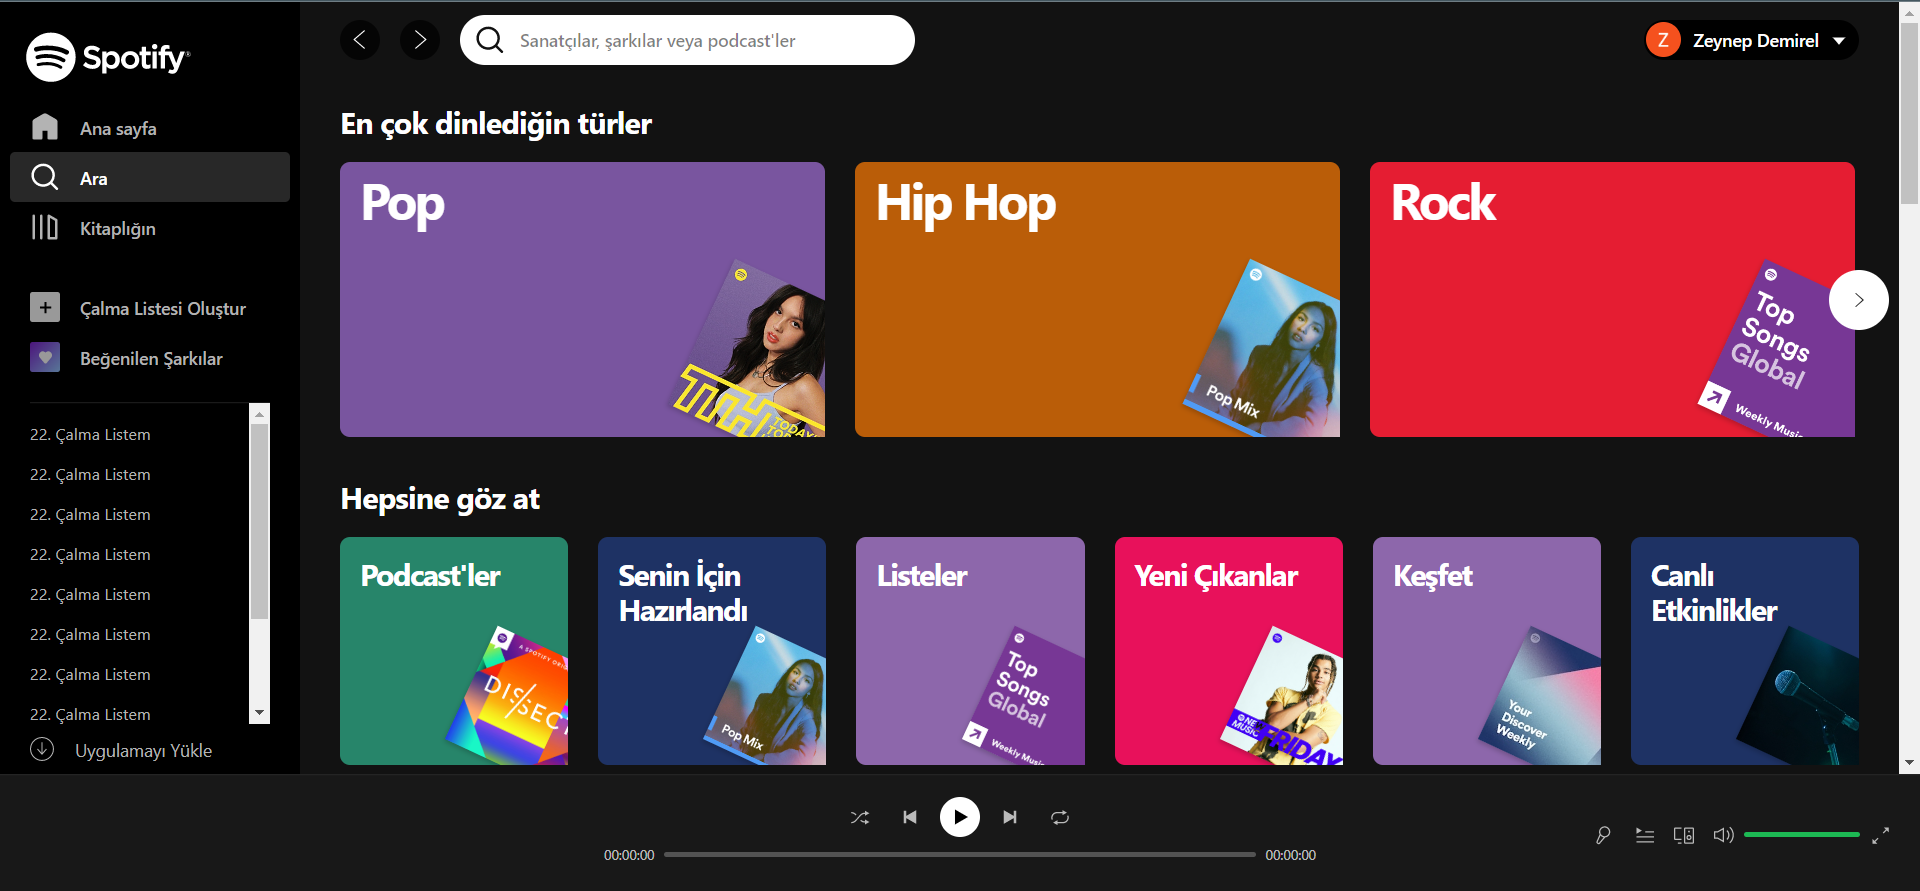 Spotify®
Ana sayfa
Ara
Kitaplığın
Çalma Listesi Oluştur
Beğenilen Şarkılar
22. Çalma Listem
22. Çalma Listem
22. Çalma Listem
22. Çalma Listem
22. Çalma Listem
22. Çalma Listem
22. Çalma Listem
22. Çalma Listem
Uygulamayı Yükle
Sanatçılar, şarkılar veya podcast'ler
Z Zeynep Demirel
En çok dinlediğin türler
Pop
Hip Hop
Pop Mix
Rock
Top
Songs
Global
Hepsine göz at
Podcast'ler
DISSECT
Senin İçin
Hazırlandı
Pop Mix
Listeler
Top
Songs
Global
Yeni Çıkanlar
FRIDAY
Keşfet
Your
Discover
Weekly
Canlı
Etkinlikler
00:00:00
00:00:00